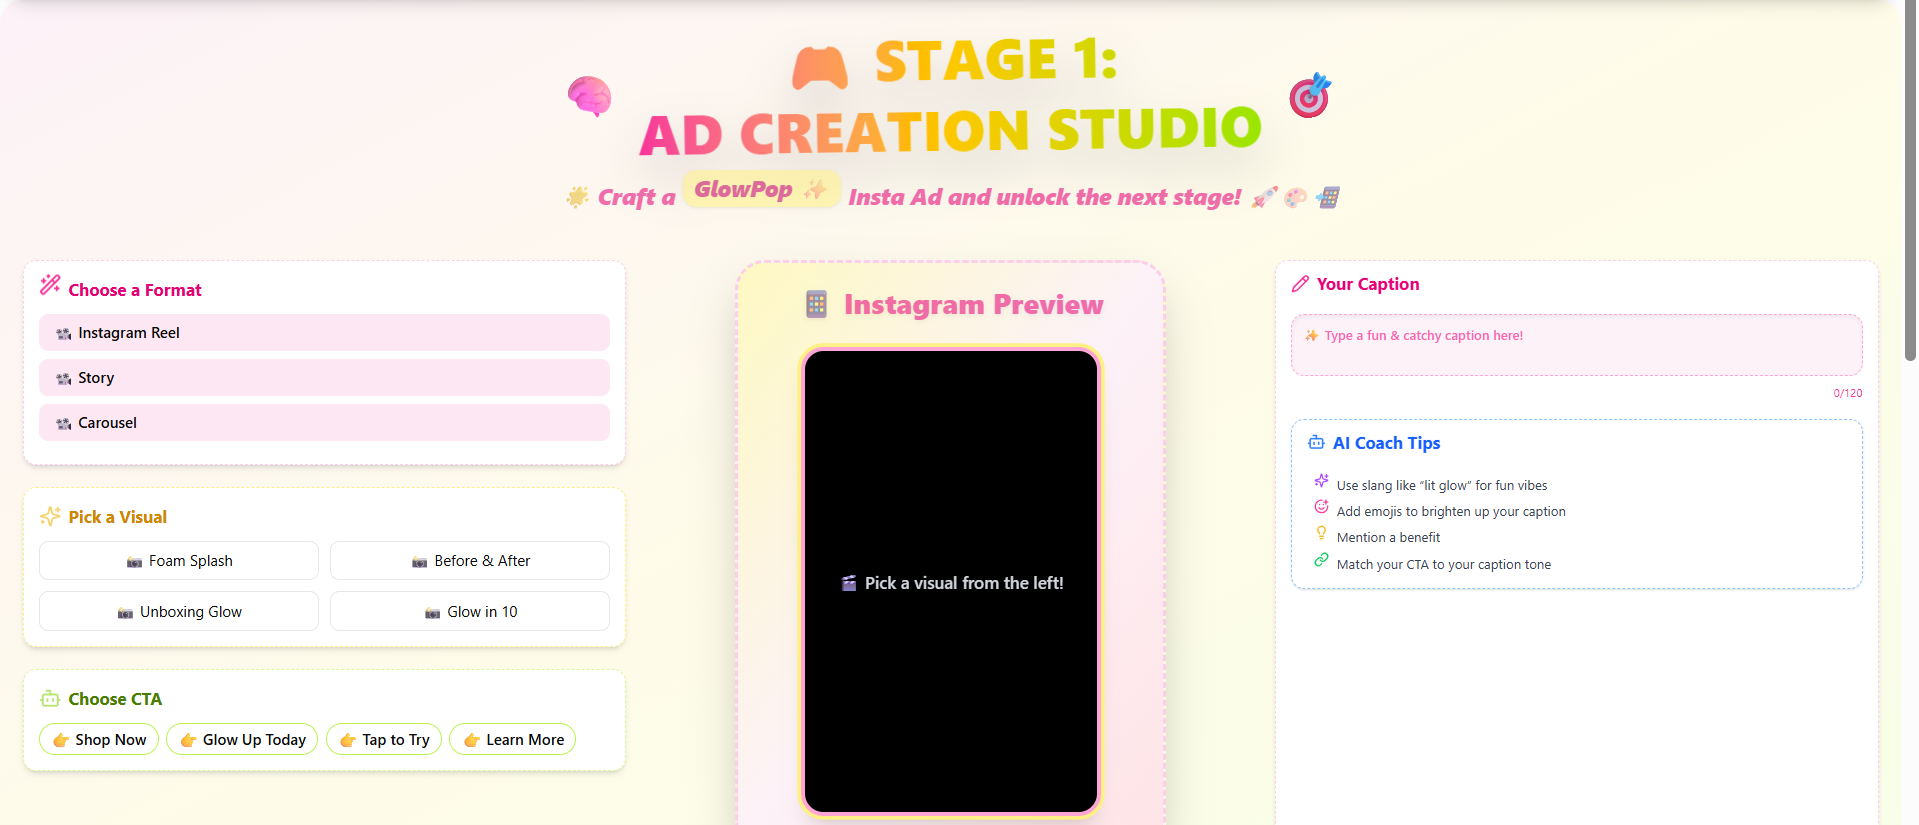 🎮 STAGE 1:
AD CREATION STUDIO
🌟 Craft a GlowPop ✨ Insta Ad and unlock the next stage! 🚀 🎨 📲
Choose a Format
🎥 Instagram Reel
🎥 Story
🎥 Carousel
Pick a Visual
📸 Foam Splash
📸 Before & After
📸 Unboxing Glow
📸 Glow in 10
Choose CTA
👉 Shop Now
👉 Glow Up Today
👉 Tap to Try
👉 Learn More
📱 Instagram Preview
🎬 Pick a visual from the left!
Your Caption
✨ Type a fun & catchy caption here!
0/120
AI Coach Tips
Use slang like “lit glow” for fun vibes
Add emojis to brighten up your caption
Mention a benefit
Match your CTA to your caption tone